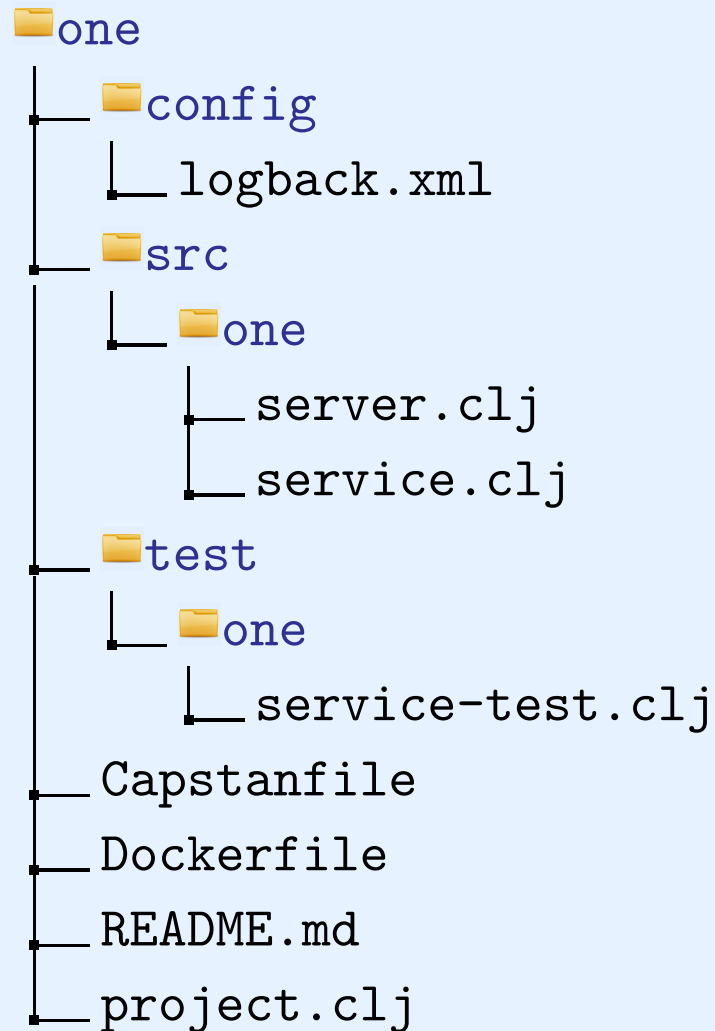 one
config
logback.xml
src
one
server.clj
service.clj
test
one
service-test.clj
Capstanfile
Dockerfile
README.md
project.clj